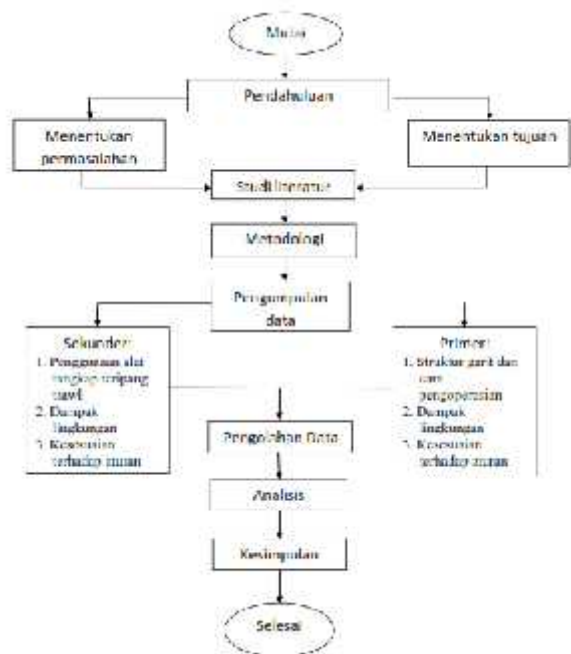 Mulai
Pendahuluan
Menentukan
permasalahan
Menentukan tujuan
Studi literatur
Metodologi
Pengumpulan
data
Sekunder:
1. Penggunaan alat
tangkap teripang
trawl
2. Dampak
lingkungan
3. Kesesuaian
terhadap aturan
Primer:
1. Struktur garit dan
cara
pengoperasian
2. Dampak
lingkungan
3. Kesesuaian
terhadap aturan
Pengolahan Data
Analisis
Kesimpulan
Selesai